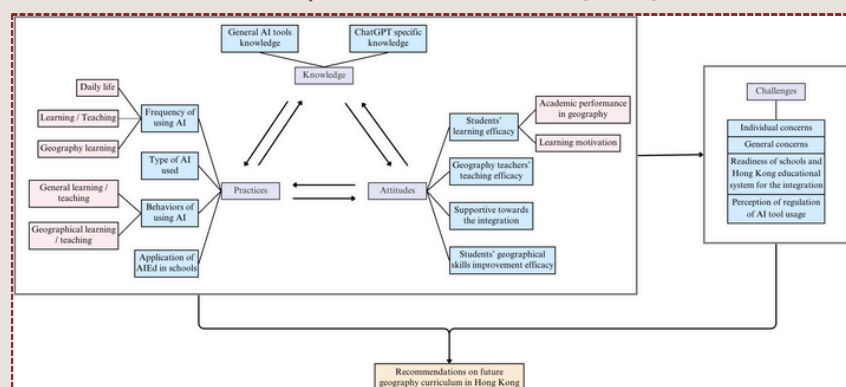 General AI tools
knowledge
ChatGPT specific
knowledge
Knowledge
Daily life
Learning / Teaching
Geography learning
Frequency of
using AI
Type of AI
used
General learning /
teaching
Geographical learning
/ teaching
Behaviors of
using AI
Application of
AIEd in schools
Practices
Attitudes
Students'
learning efficacy
Academic performance
in geography
Learning motivation
Geography teachers'
teaching efficacy
Supportive towards
the integration
Students' geographical
skills improvement efficacy
Challenges
Individual concerns
General concerns
Readiness of schools and
Hong Kong educational
system for the integration
Perception of regulation
of AI tool usage
Recommendations on future
geography curriculum in Hong Kong